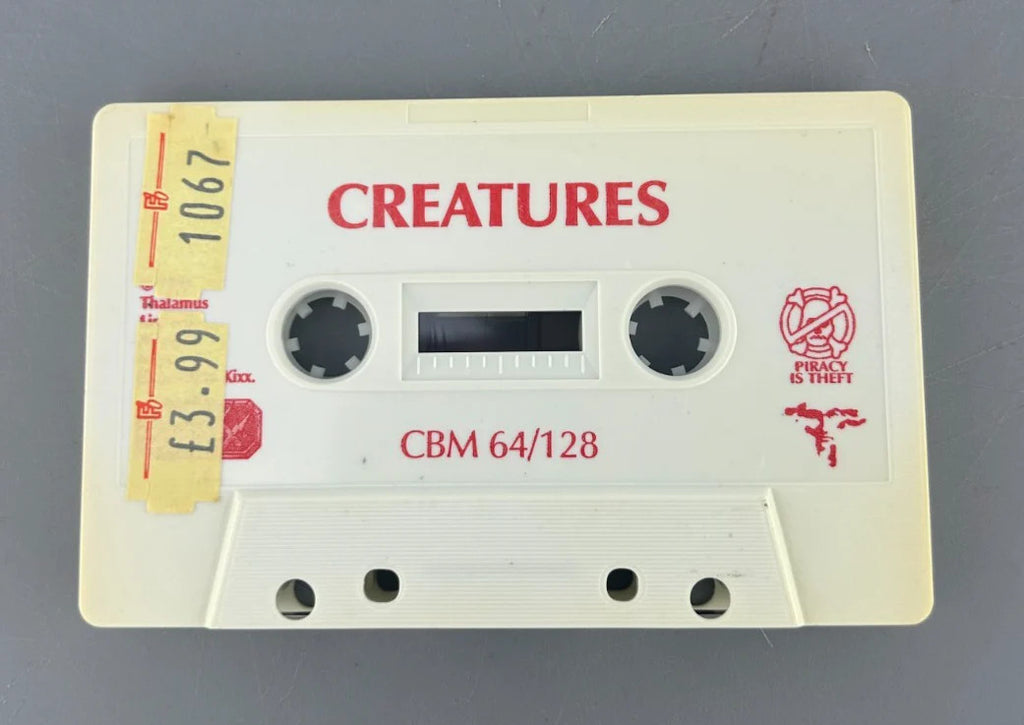 CREATURES
1067
Thalamus
£3.99
Kixx.
PIRACY
IS THEFT
CBM 64/128